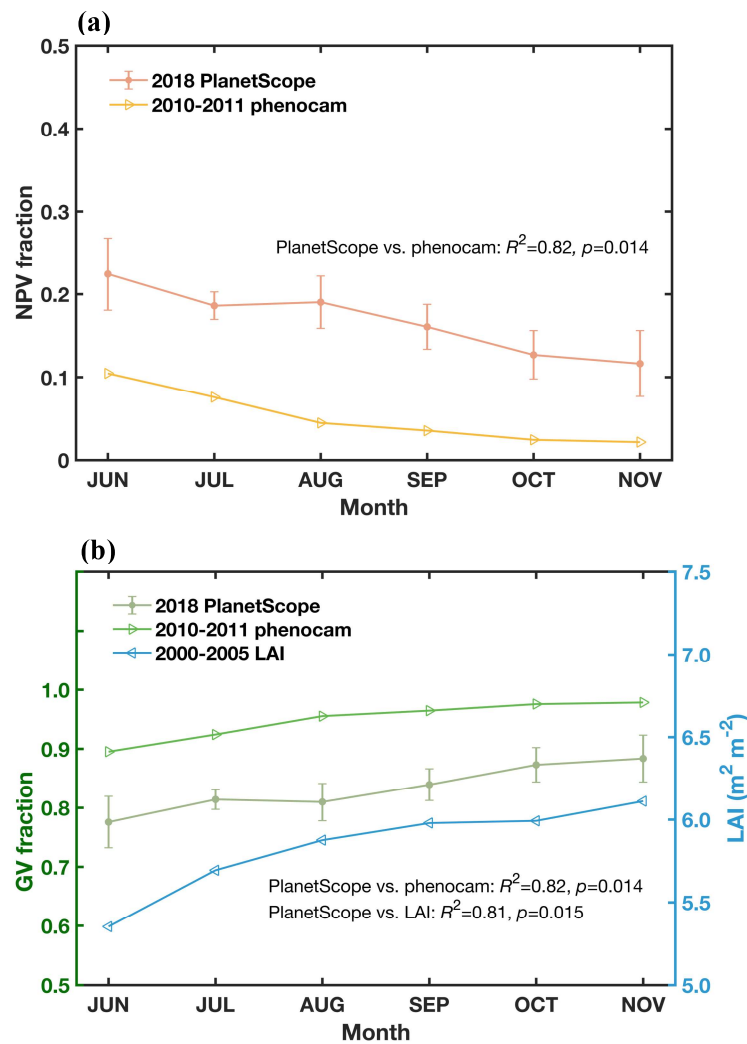 (a)
0.5
0.4
0.3
0.2
0.1
0
NPV fraction
2018 PlanetScope
2010-2011 phenocam
PlanetScope vs. phenocam: R²=0.82, p=0.014
JUN JUL AUG SEP OCT NOV
Month
(b)
1.0
0.9
0.8
0.7
0.6
0.5
GV fraction
2018 PlanetScope
2010-2011 phenocam
2000-2005 LAI
PlanetScope vs. phenocam: R²=0.82, p=0.014
PlanetScope vs. LAI: R²=0.81, p=0.015
7.5
7.0
6.5
6.0
5.5
5.0
LAI (m² m⁻²)
JUN JUL AUG SEP OCT NOV
Month